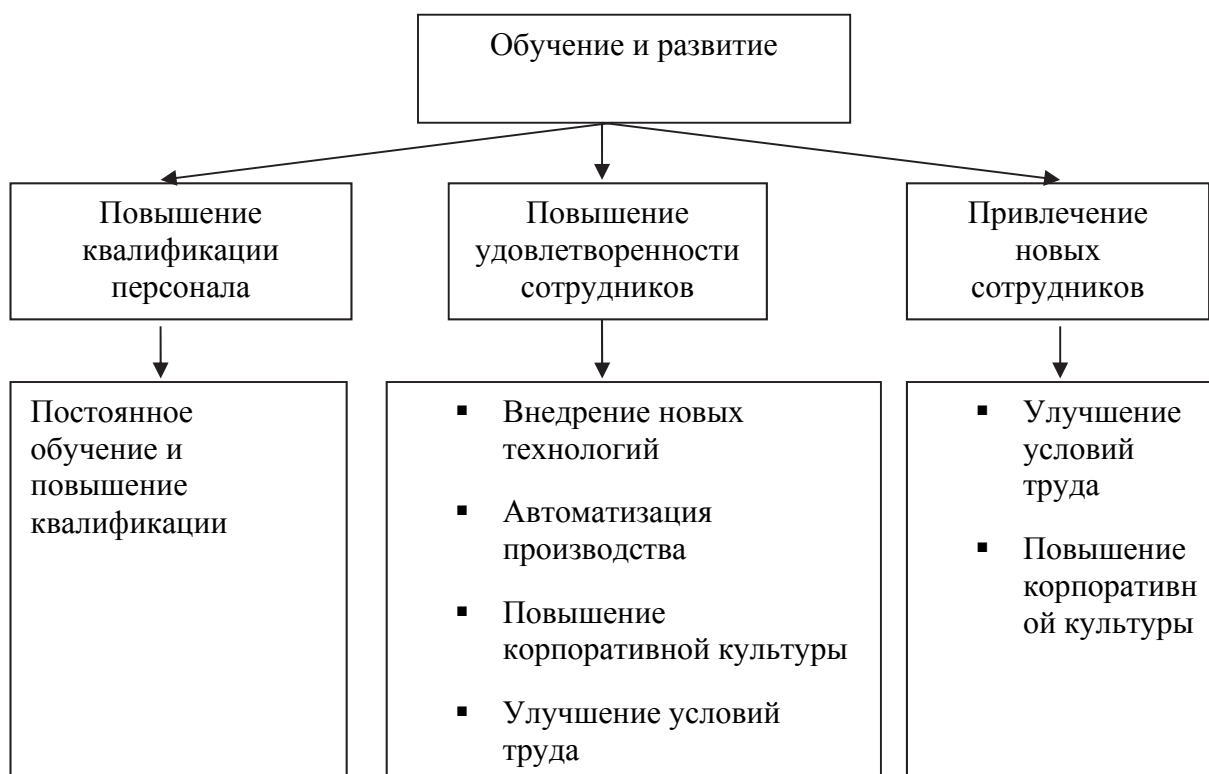 Обучение и развитие
Повышение
квалификации
персонала
Повышение
удовлетворенности
сотрудников
Привлечение
новых
сотрудников
Постоянное
обучение и
повышение
квалификации
▪ Внедрение новых
технологий
▪ Автоматизация
производства
▪ Повышение
корпоративной культуры
▪ Улучшение условий
труда
▪ Улучшение
условий
труда
▪ Повышение
корпоративн
ой культуры